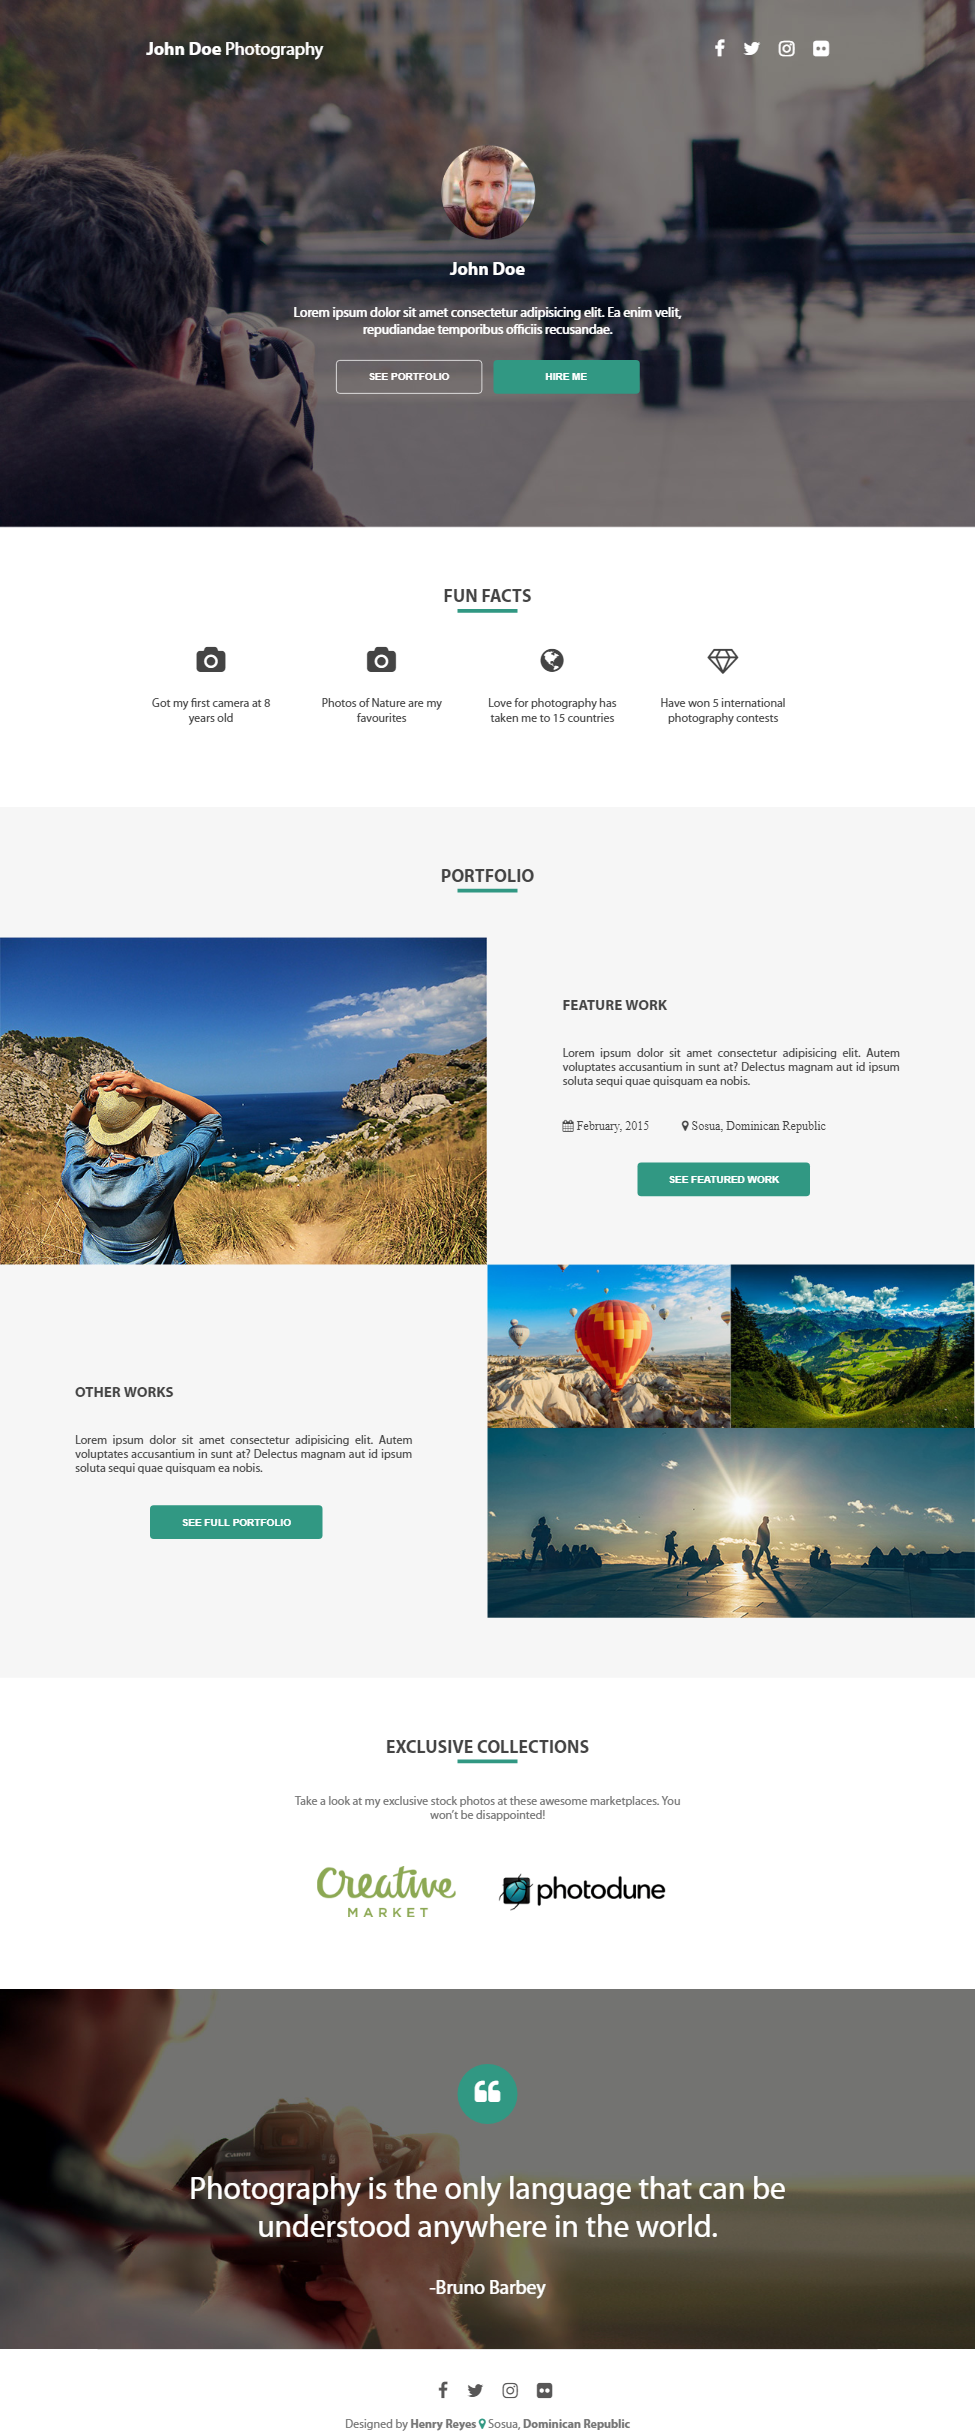 John Doe Photography
John Doe
Lorem ipsum dolor sit amet consectetur adipisicing elit. Ea enim velit,
repudiandae temporibus officiis recusandae.
SEE PORTFOLIO
HIRE ME
FUN FACTS
Got my first camera at 8
years old
Photos of Nature are my
favourites
Love for photography has
taken me to 15 countries
Have won 5 international
photography contests
PORTFOLIO
FEATURE WORK
Lorem ipsum dolor sit amet consectetur adipisicing elit. Autem
voluptates accusantium in sunt at? Delectus magnam aut id ipsum
soluta sequi quae quisquam ea nobis.
February, 2015
Sosua, Dominican Republic
SEE FEATURED WORK
OTHER WORKS
Lorem ipsum dolor sit amet consectetur adipisicing elit. Autem
voluptates accusantium in sunt at? Delectus magnam aut id ipsum
soluta sequi quae quisquam ea nobis.
SEE FULL PORTFOLIO
EXCLUSIVE COLLECTIONS
Take a look at my exclusive stock photos at these awesome marketplaces. You
won't be disappointed!
Creative
MARKET
photodune
Canon
Photography is the only language that can be
understood anywhere in the world.
-Bruno Barbey
Designed by Henry Reyes Sosua, Dominican Republic